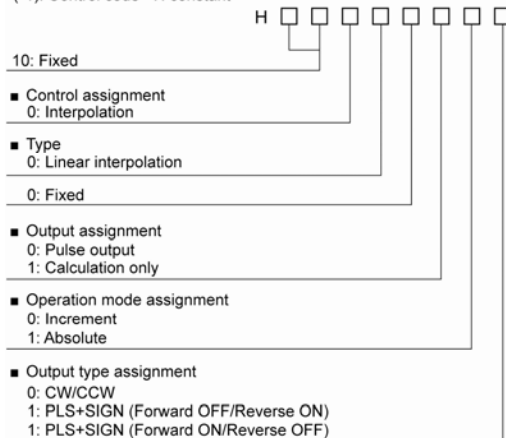 H
10: Fixed
■ Control assignment
0: Interpolation
■ Type
0: Linear interpolation
0: Fixed
■ Output assignment
0: Pulse output
1: Calculation only
■ Operation mode assignment
0: Increment
1: Absolute
■ Output type assignment
0: CW/CCW
1: PLS+SIGN (Forward OFF/Reverse ON)
1: PLS+SIGN (Forward ON/Reverse OFF)